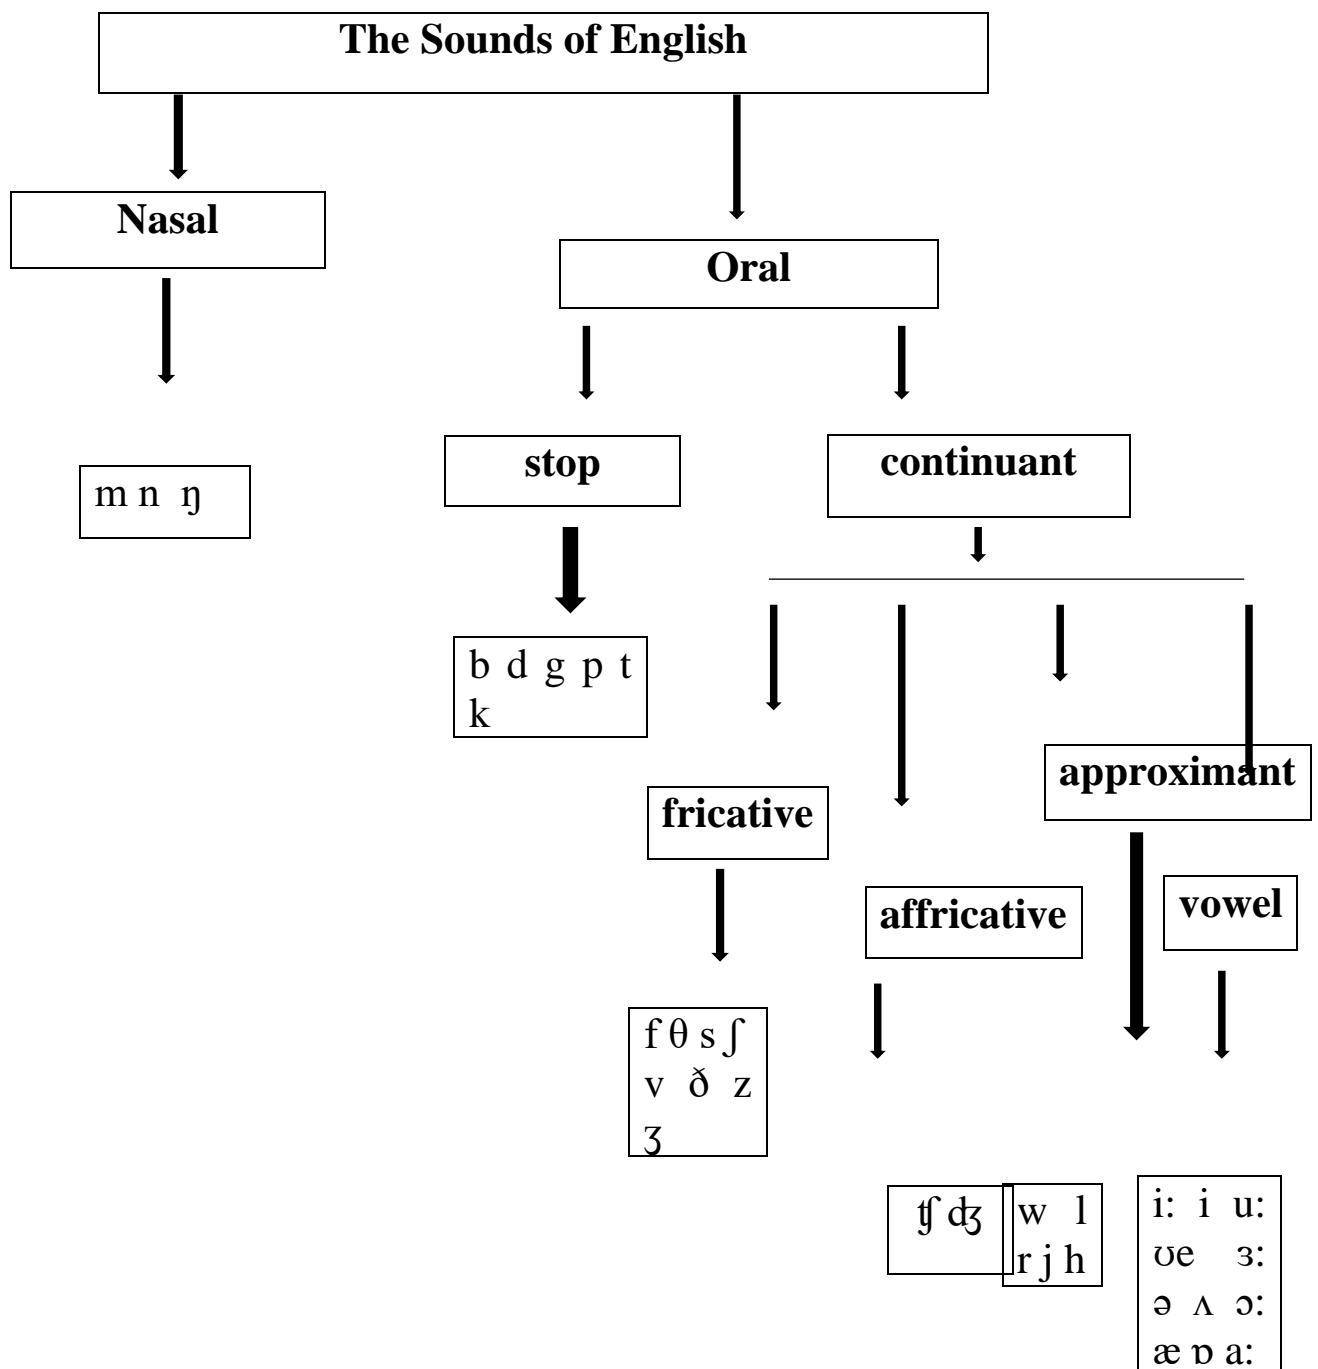 The Sounds of English
Nasal
Oral
stop
continuant
m n ŋ
b d g p t
k
approximant
fricative
affricative
vowel
f θ s ʃ
v ð z
ʒ
ʧ ʤ
w l
r j h
i: i u:
ʊe ɜ:
ə ʌ ɔ:
æ ɒ a: